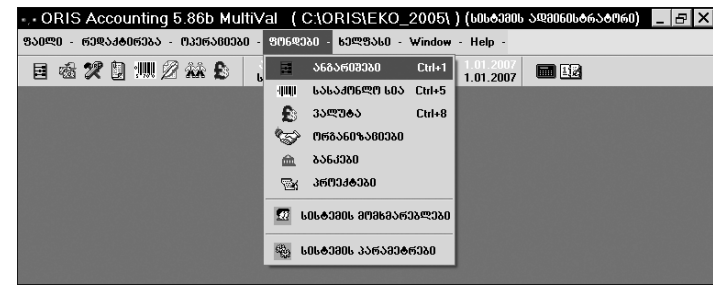 ORIS Accounting 5.86b MultiVal ( C:\ORIS\EKO_2005\ ) (სისტემის ადმინისტრატორი)
ფაილი - რედაქტირება - ოპერაციები - ფონდები - ხელფასი - Window - Help -
ანგარიშები Ctrl+1
1.01.2007
1.01.2007
სასაქონლო სია Ctrl+5
ვალუტა Ctrl+8
ორგანიზაციები
ბანკები
პროექტები
სისტემის მომხმარებლები
სისტემის პარამეტრები